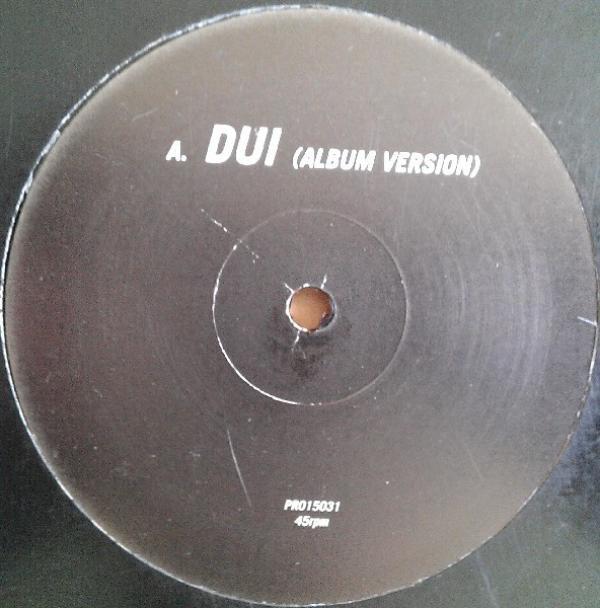 A. DUI (ALBUM VERSION)
PR015031
45rpm